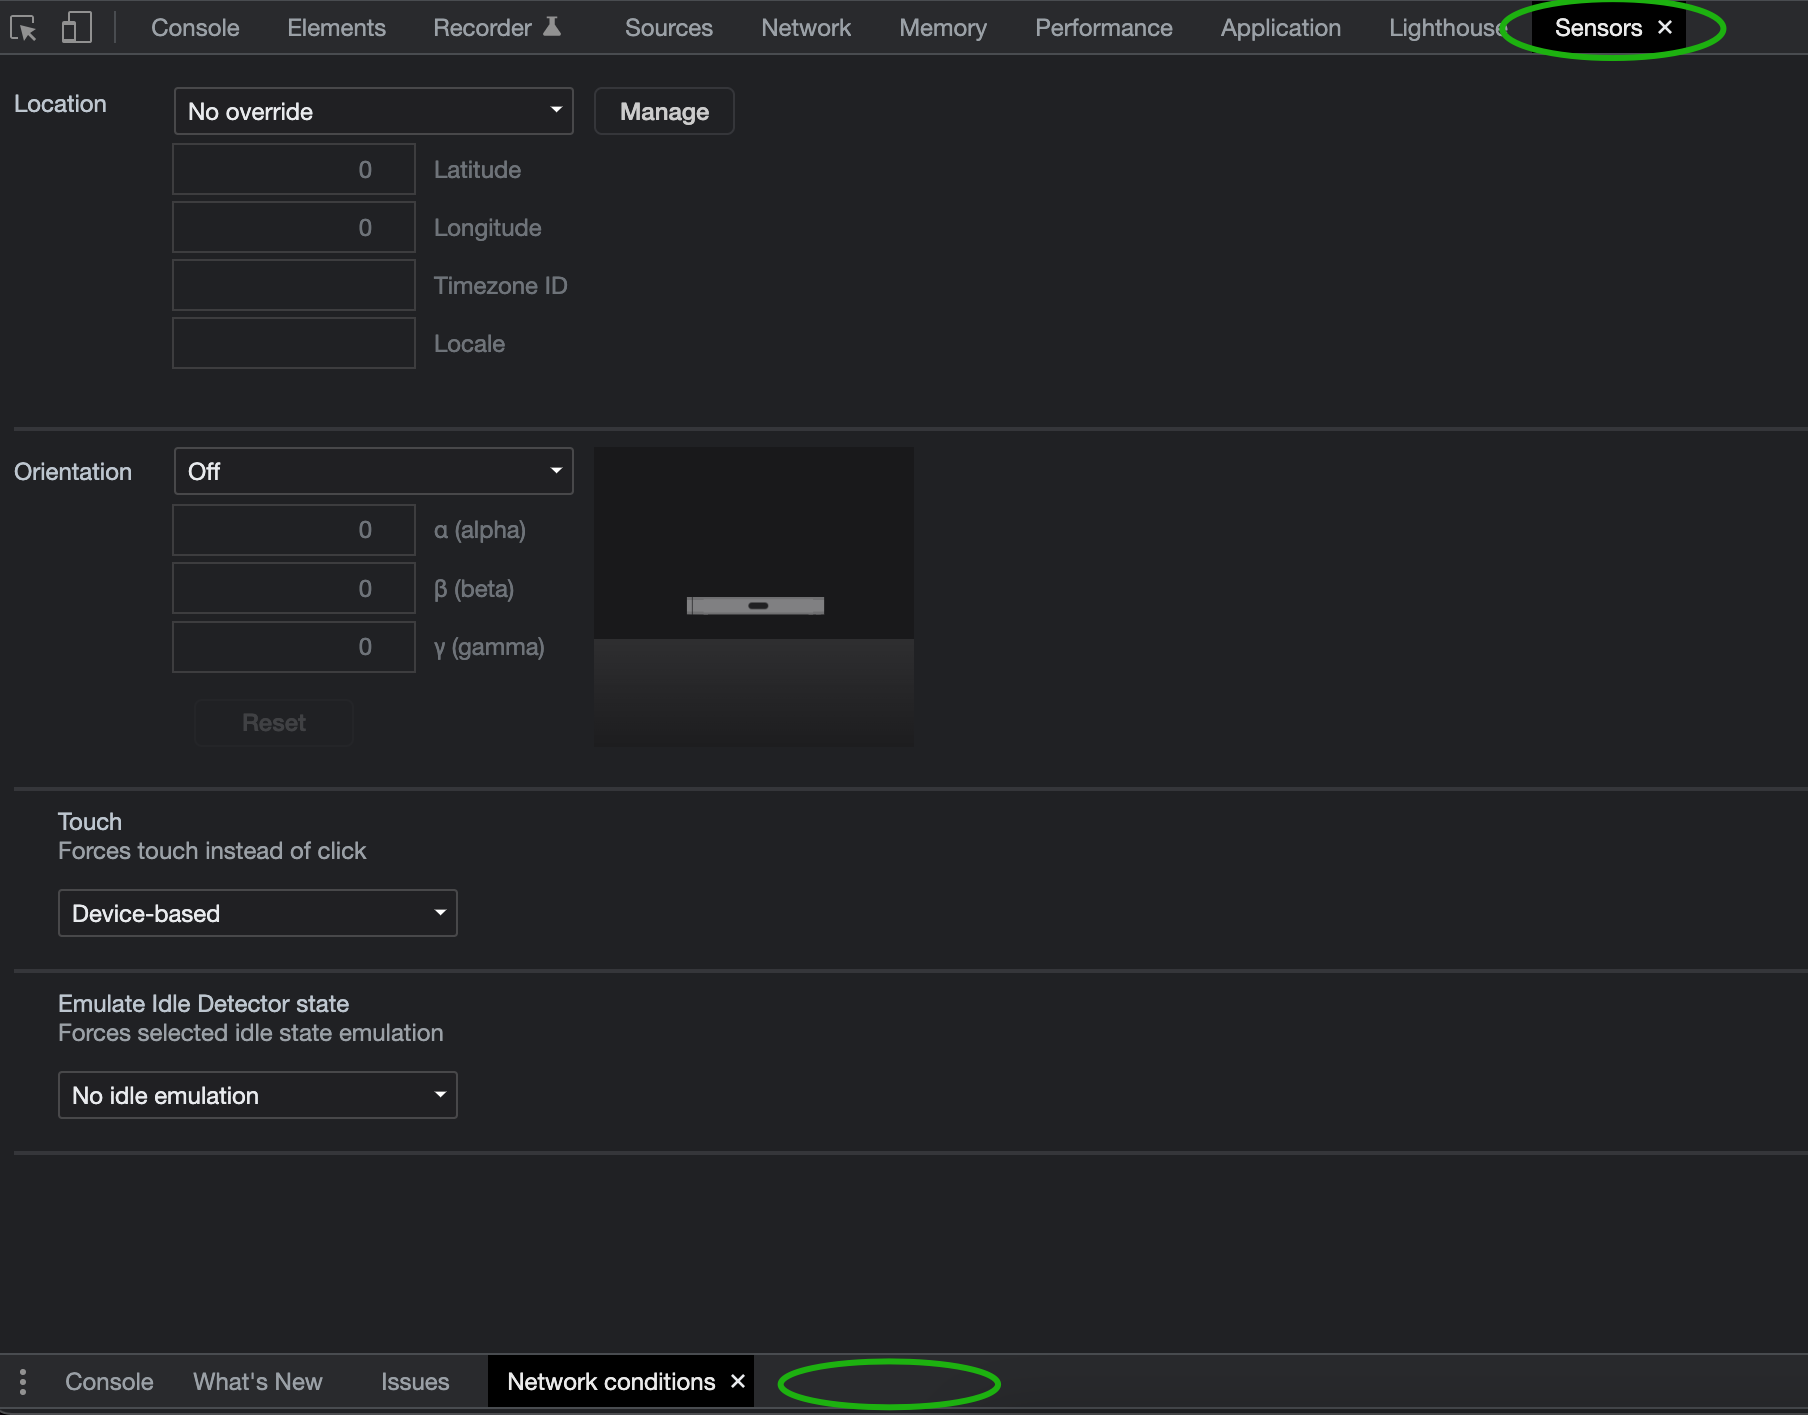 Console Elements Recorder Sources Network Memory Performance Application Lighthouse Sensors ×
Location No override Manage
0 Latitude
0 Longitude
Timezone ID
Locale
Orientation Off
0 α (alpha)
0 β (beta)
0 γ (gamma)
Reset
Touch
Forces touch instead of click
Device-based
Emulate Idle Detector state
Forces selected idle state emulation
No idle emulation
Console What's New Issues Network conditions ×